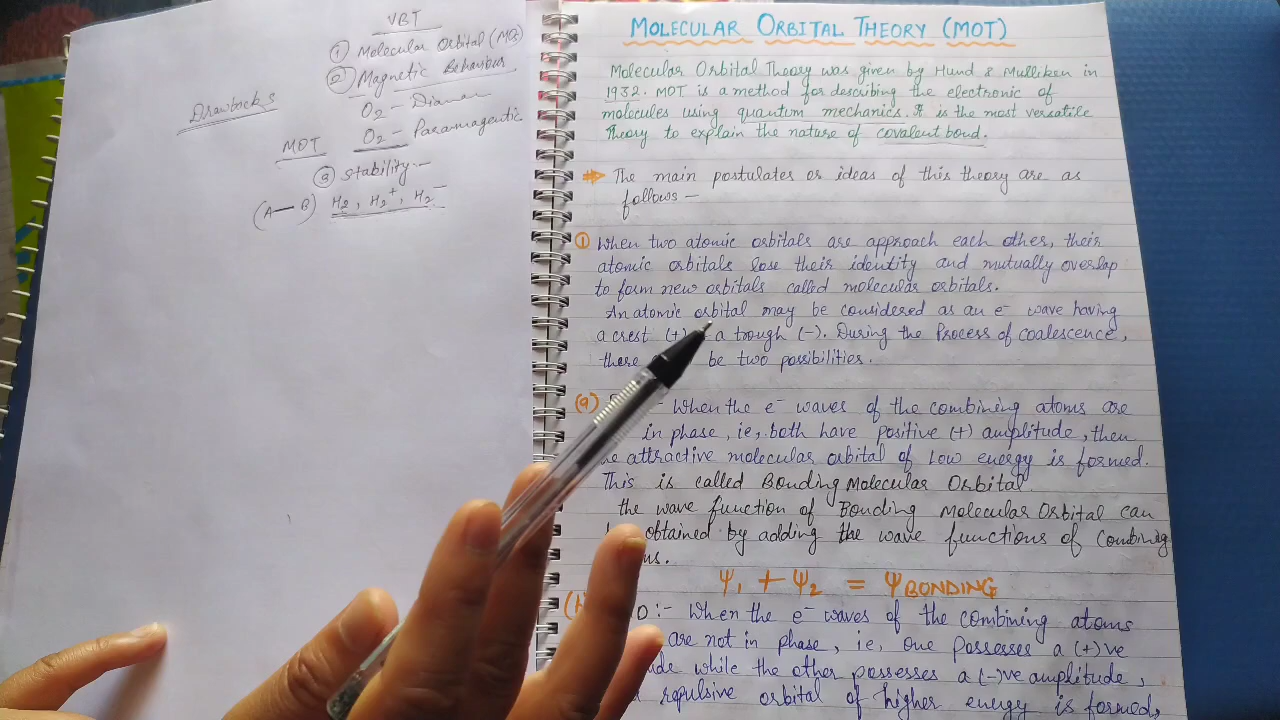 VBT
① Molecular Orbital (MO)
② Magnetic Behaviour
Drawbacks
O₂ – Diamag
O₂ – Paramagnetic
MOT
③ Stability –
(A — B) H₂, H₂⁺, H₂⁻
MOLECULAR ORBITAL THEORY (MOT)
Molecular Orbital Theory was given by Hund & Mulliken in
1932. MOT is a method for describing the electronic of
molecules using quantum mechanics. It is the most versatile
Theory to explain the nature of covalent bond.
⇒ The main postulates or ideas of this theory are as
follows –
① When two atomic orbitals are approach each other, their
atomic orbitals lose their identity and mutually overlap
to form new orbitals called molecular orbitals.
An atomic orbital may be considered as an e⁻ wave having
a crest (+) a trough (-). During the Process of coalescence,
there be two possibilities.
(a) :- When the e⁻ waves of the combining atoms are
in phase, ie, both have positive (+) amplitude, then
attractive molecular orbital of Low energy is formed.
This is called Bonding Molecular Orbital.
the wave function of Bonding Molecular Orbital can
obtained by adding the wave functions of Combining
Ψ₁ + Ψ₂ = Ψ BONDING
:- When the e⁻ waves of the combining atoms
are not in phase, ie, one Possesses a (+)ve
while the other possesses a (-)ve amplitude,
repulsive orbital of higher energy is formed,